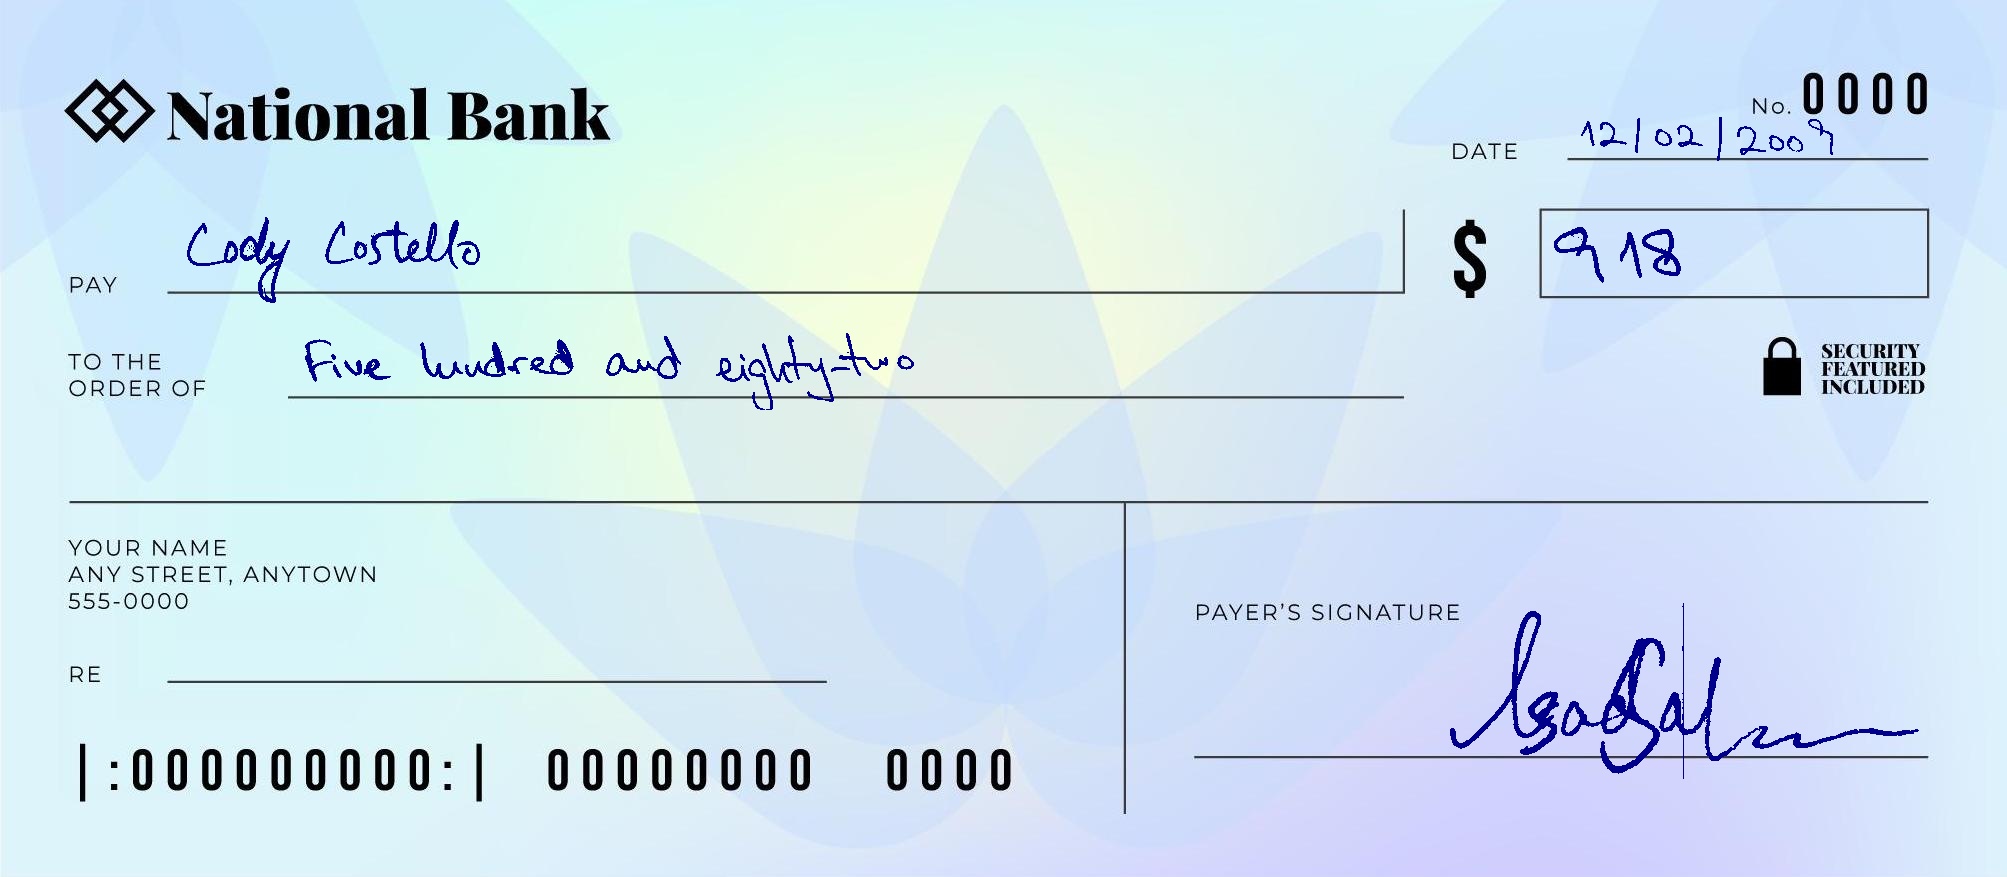 National Bank
No. 0000
DATE 12/02/2009
PAY Cody Costello
$ 918
TO THE
ORDER OF Five hundred and eighty-two
SECURITY
FEATURED
INCLUDED
YOUR NAME
ANY STREET, ANYTOWN
555-0000
PAYER'S SIGNATURE
RE
|:000000000:| 00000000 0000